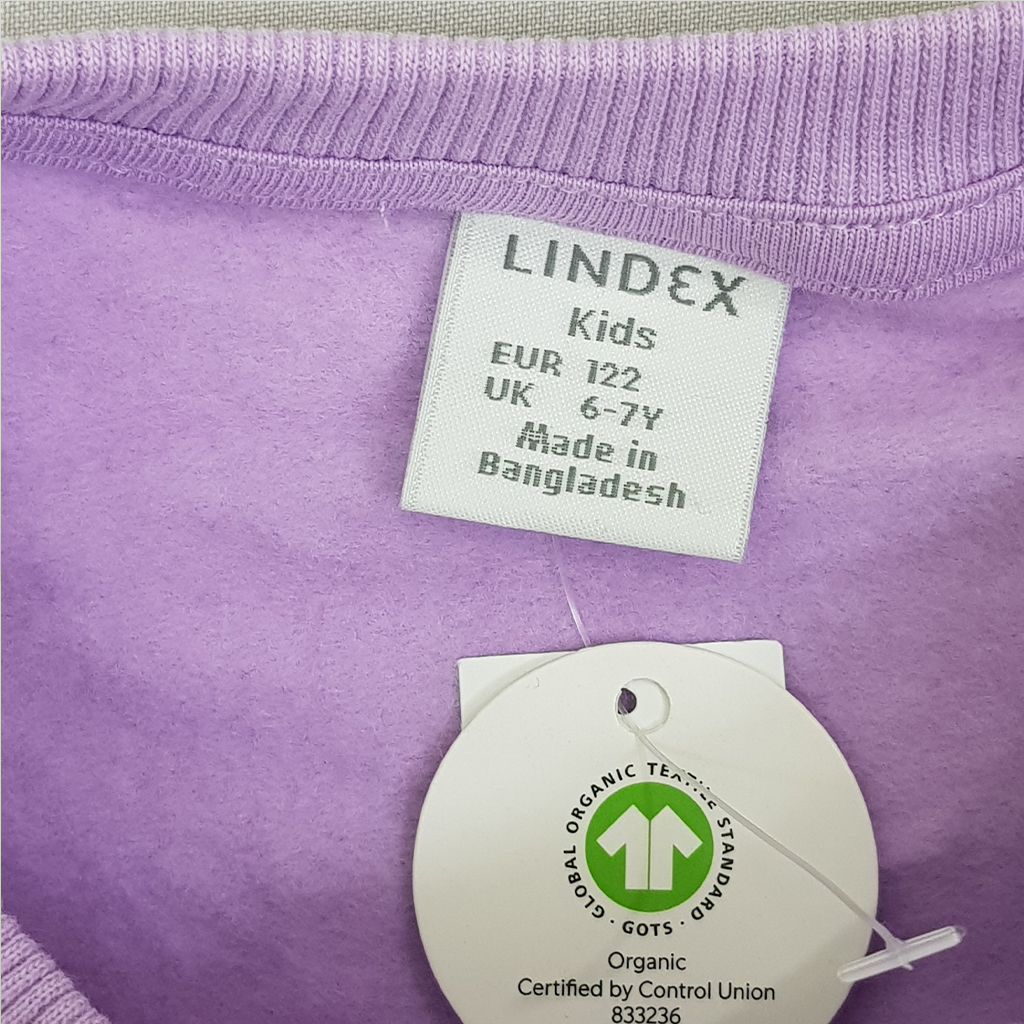 LINDEX
Kids
EUR 122
UK 6-7Y
Made in
Bangladesh
GLOBAL ORGANIC TEXTILE STANDARD
· GOTS ·
Organic
Certified by Control Union
833236